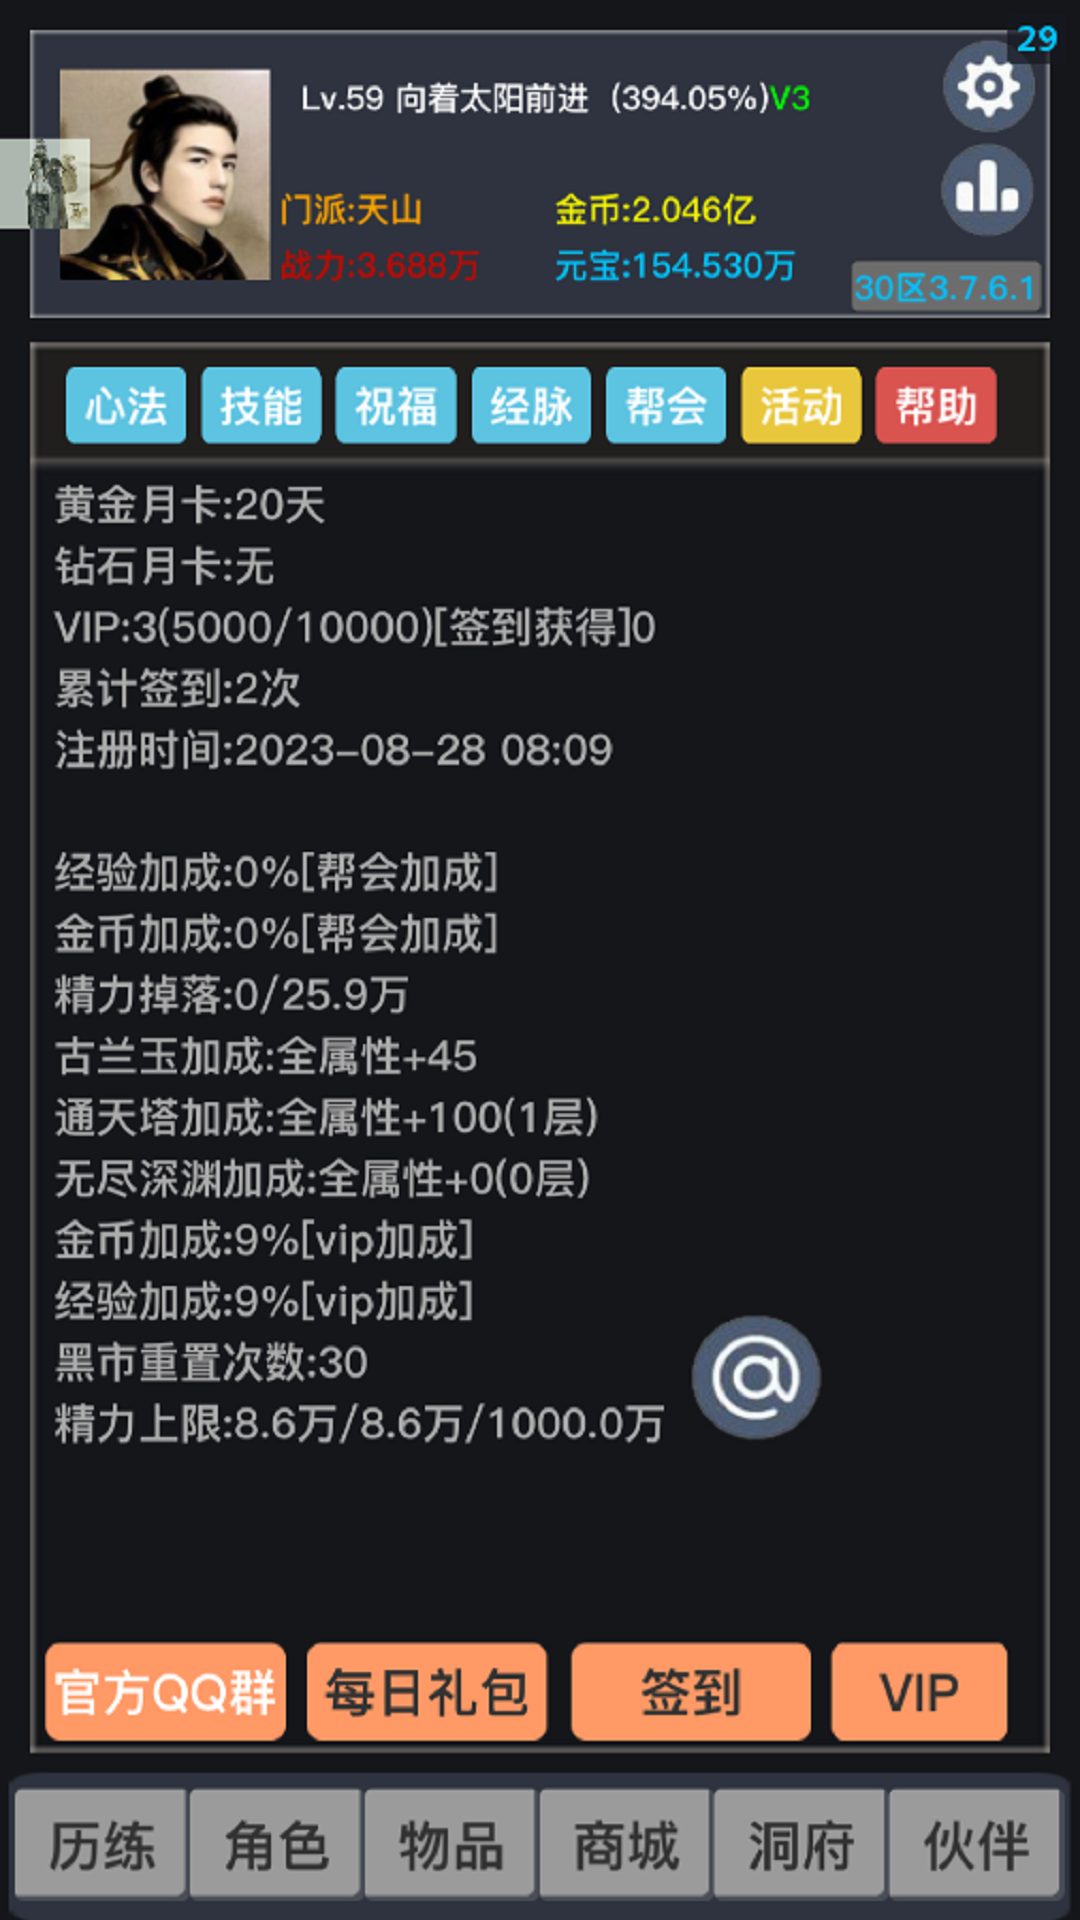 29
Lv.59 向着太阳前进 (394.05%)V3
门派:天山 金币:2.046亿
战力:3.688万 元宝:154.530万
30区3.7.6.1
心法 技能 祝福 经脉 帮会 活动 帮助
黄金月卡:20天
钻石月卡:无
VIP:3(5000/10000)[签到获得]0
累计签到:2次
注册时间:2023-08-28 08:09
经验加成:0%[帮会加成]
金币加成:0%[帮会加成]
精力掉落:0/25.9万
古兰玉加成:全属性+45
通天塔加成:全属性+100(1层)
无尽深渊加成:全属性+0(0层)
金币加成:9%[vip加成]
经验加成:9%[vip加成]
黑市重置次数:30
精力上限:8.6万/8.6万/1000.0万
@
官方QQ群 每日礼包 签到 VIP
历练 角色 物品 商城 洞府 伙伴